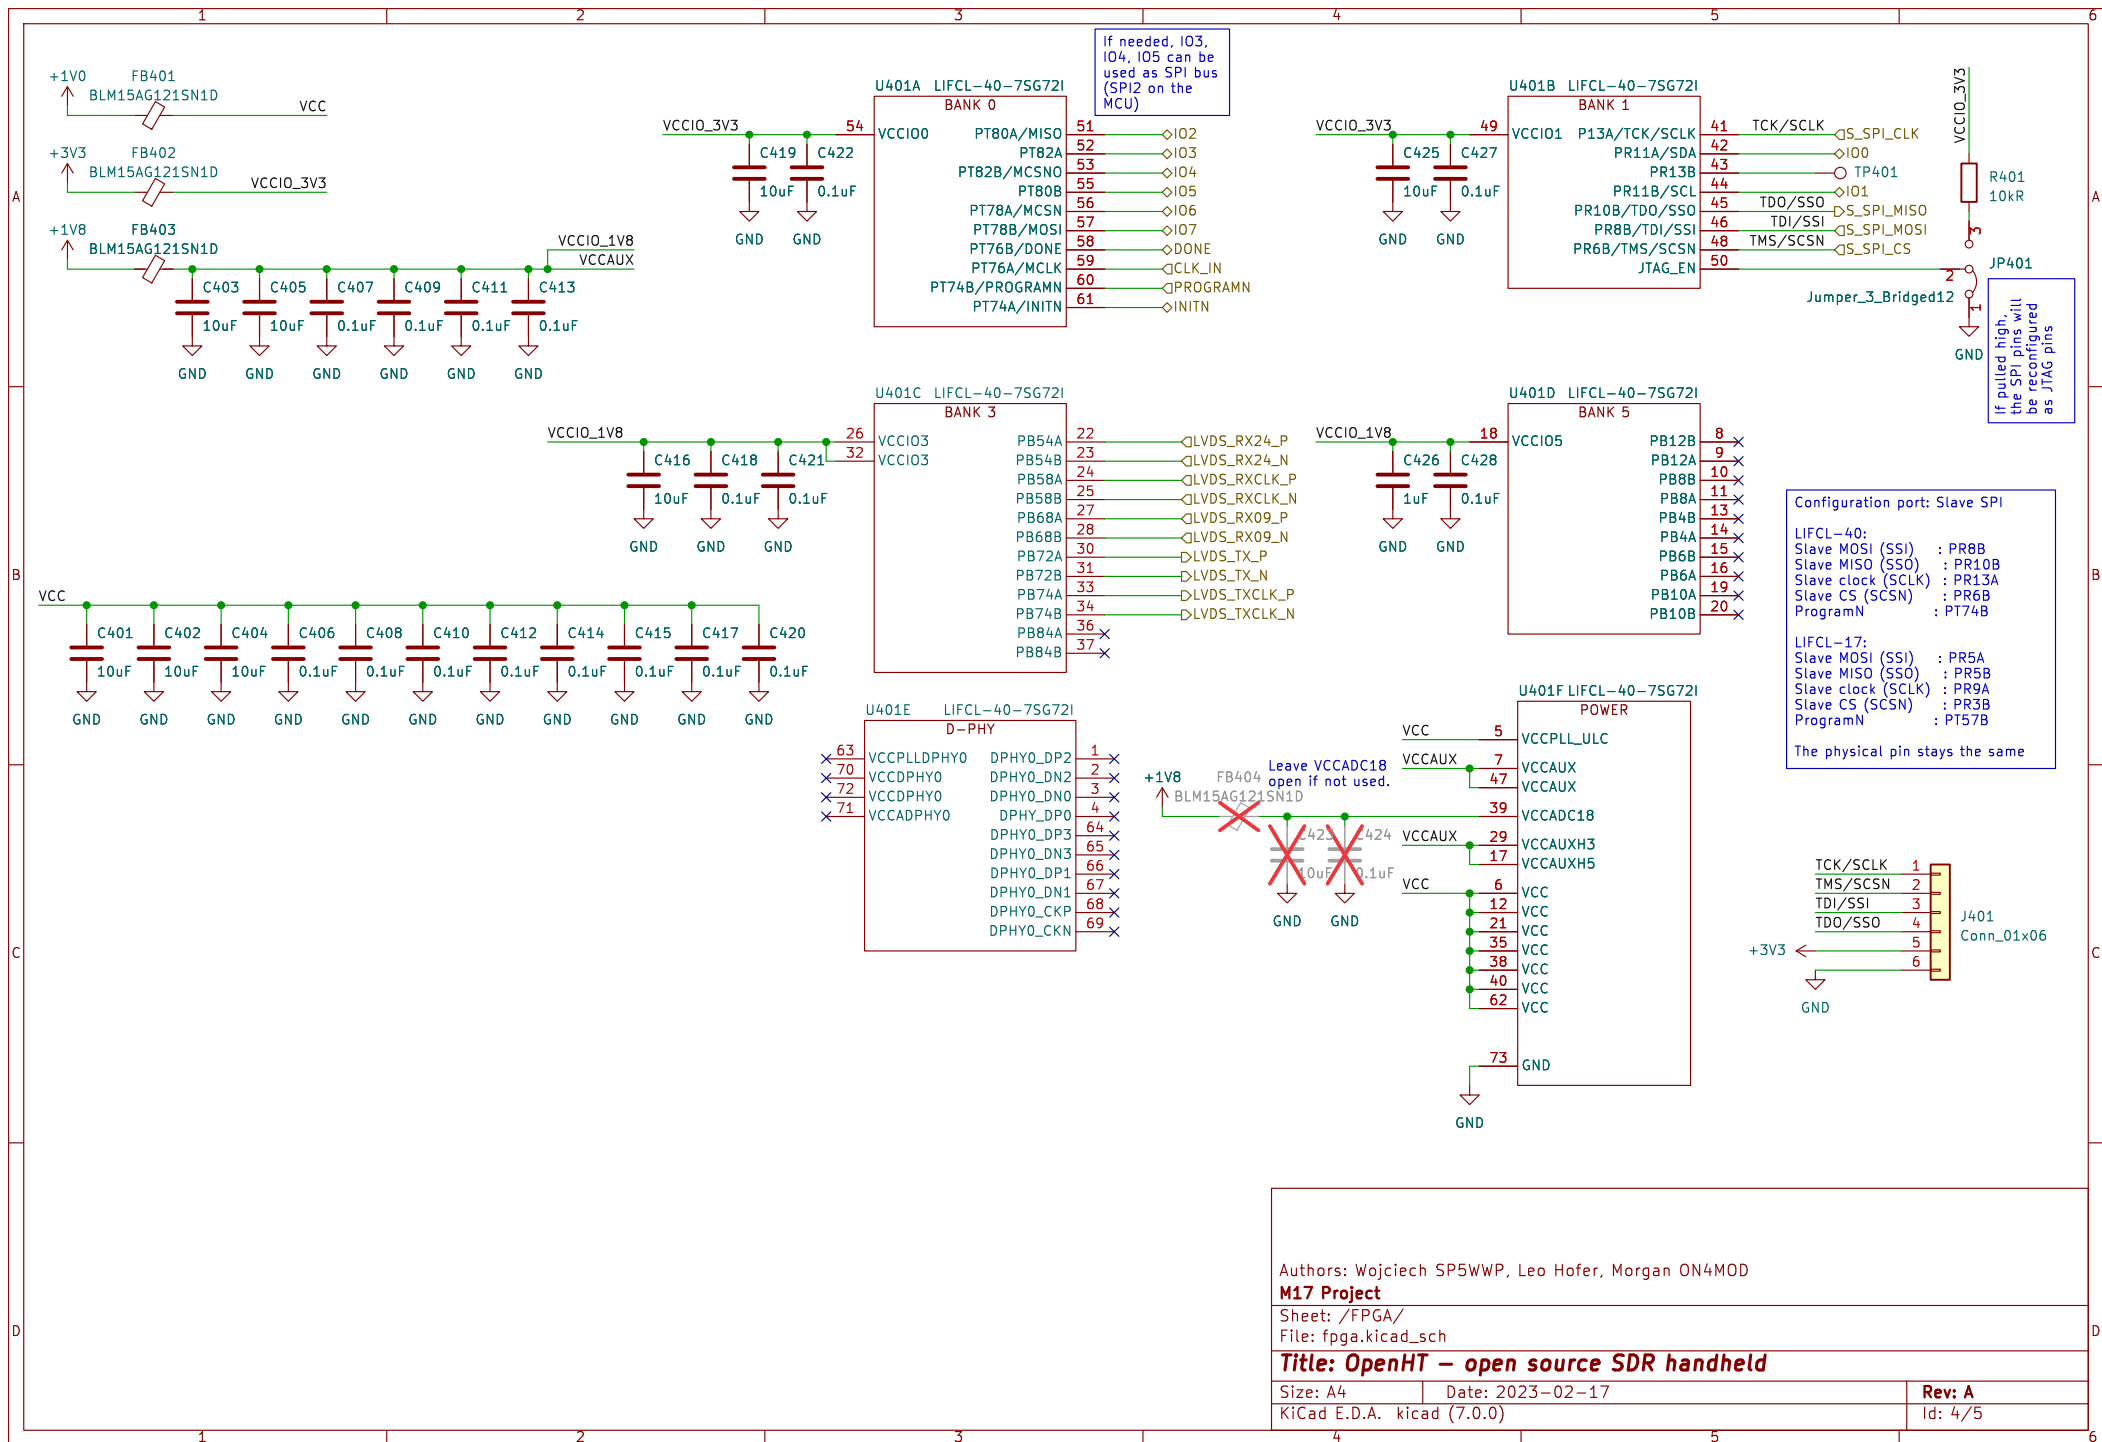 1 2 3 4 5 6
A
B
C
D
+1V0
FB401
BLM15AG121SN1D
VCC
+3V3
FB402
BLM15AG121SN1D
VCCIO_3V3
+1V8
FB403
BLM15AG121SN1D
VCCIO_1V8
VCCAUX
C403 C405 C407 C409 C411 C413
10uF 10uF 0.1uF 0.1uF 0.1uF 0.1uF
GND GND GND GND GND GND
If needed, IO3,
IO4, IO5 can be
used as SPI bus
(SPI2 on the
MCU)
U401A LIFCL-40-7SG72I
BANK 0
VCCIO_3V3 54 VCCIO0
C419 C422
10uF 0.1uF
GND GND
PT80A/MISO 51 IO2
PT82A 52 IO3
PT82B/MCSNO 53 IO4
PT80B 55 IO5
PT78A/MCSN 56 IO6
PT78B/MOSI 57 IO7
PT76B/DONE 58 DONE
PT76A/MCLK 59 CLK_IN
PT74B/PROGRAMN 60 PROGRAMN
PT74A/INITN 61 INITN
U401B LIFCL-40-7SG72I
BANK 1
VCCIO_3V3 49 VCCIO1
C425 C427
10uF 0.1uF
GND GND
P13A/TCK/SCLK 41 TCK/SCLK S_SPI_CLK
PR11A/SDA 42 IO0
PR13B 43 TP401
PR11B/SCL 44 IO1
PR10B/TDO/SSO 45 TDO/SSO S_SPI_MISO
PR8B/TDI/SSI 46 TDI/SSI S_SPI_MOSI
PR6B/TMS/SCSN 48 TMS/SCSN S_SPI_CS
JTAG_EN 50
VCCIO_3V3
R401
10kR
3
JP401
2
Jumper_3_Bridged12
1
GND
If pulled high,
the SPI pins will
be reconfigured
as JTAG pins
U401C LIFCL-40-7SG72I
BANK 3
VCCIO_1V8 26 VCCIO3
32 VCCIO3
C416 C418 C421
10uF 0.1uF 0.1uF
GND GND GND
PB54A 22 LVDS_RX24_P
PB54B 23 LVDS_RX24_N
PB58A 24 LVDS_RXCLK_P
PB58B 25 LVDS_RXCLK_N
PB68A 27 LVDS_RX09_P
PB68B 28 LVDS_RX09_N
PB72A 30 LVDS_TX_P
PB72B 31 LVDS_TX_N
PB74A 33 LVDS_TXCLK_P
PB74B 34 LVDS_TXCLK_N
PB84A 36
PB84B 37
U401D LIFCL-40-7SG72I
BANK 5
VCCIO_1V8 18 VCCIO5
C426 C428
1uF 0.1uF
GND GND
PB12B 8
PB12A 9
PB8B 10
PB8A 11
PB4B 13
PB4A 14
PB6B 15
PB6A 16
PB10A 19
PB10B 20
Configuration port: Slave SPI
LIFCL-40:
Slave MOSI (SSI) : PR8B
Slave MISO (SSO) : PR10B
Slave clock (SCLK) : PR13A
Slave CS (SCSN) : PR6B
ProgramN : PT74B
LIFCL-17:
Slave MOSI (SSI) : PR5A
Slave MISO (SSO) : PR5B
Slave clock (SCLK) : PR9A
Slave CS (SCSN) : PR3B
ProgramN : PT57B
The physical pin stays the same
VCC
C401 C402 C404 C406 C408 C410 C412 C414 C415 C417 C420
10uF 10uF 10uF 0.1uF 0.1uF 0.1uF 0.1uF 0.1uF 0.1uF 0.1uF 0.1uF
GND GND GND GND GND GND GND GND GND GND GND
U401E LIFCL-40-7SG72I
D-PHY
63 VCCPLLDPHY0 DPHY0_DP2 1
70 VCCDPHY0 DPHY0_DN2 2
72 VCCDPHY0 DPHY0_DN0 3
71 VCCADPHY0 DPHY_DP0 4
DPHY0_DP3 64
DPHY0_DN3 65
DPHY0_DP1 66
DPHY0_DN1 67
DPHY0_CKP 68
DPHY0_CKN 69
Leave VCCADC18
open if not used.
+1V8
FB404
BLM15AG121SN1D
C423 C424
10uF 0.1uF
GND GND
U401F LIFCL-40-7SG72I
POWER
VCC 5 VCCPLL_ULC
VCCAUX 7 VCCAUX
47 VCCAUX
39 VCCADC18
VCCAUX 29 VCCAUXH3
17 VCCAUXH5
VCC 6 VCC
12 VCC
21 VCC
35 VCC
38 VCC
40 VCC
62 VCC
73 GND
GND
TCK/SCLK 1
TMS/SCSN 2
TDI/SSI 3
TDO/SSO 4
+3V3 5
6
GND
J401
Conn_01x06
Authors: Wojciech SP5WWP, Leo Hofer, Morgan ON4MOD
M17 Project
Sheet: /FPGA/
File: fpga.kicad_sch
Title: OpenHT – open source SDR handheld
Size: A4 Date: 2023-02-17 Rev: A
KiCad E.D.A. kicad (7.0.0) Id: 4/5
A
B
C
D
1 2 3 4 5 6